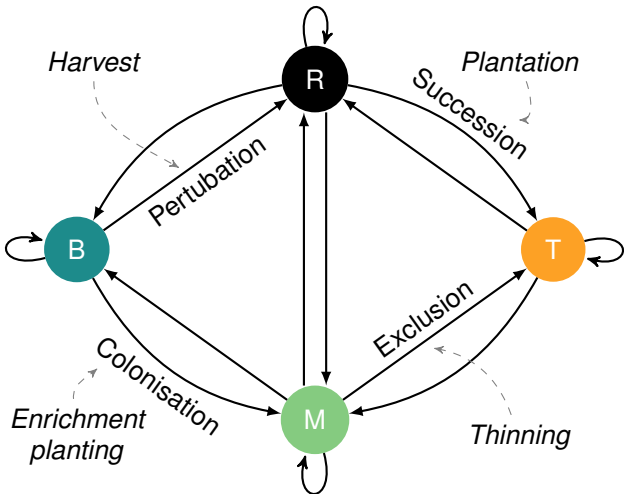 Harvest
R
Plantation
Succession
Pertubation
B
T
Exclusion
Colonisation
M
Enrichment
planting
Thinning